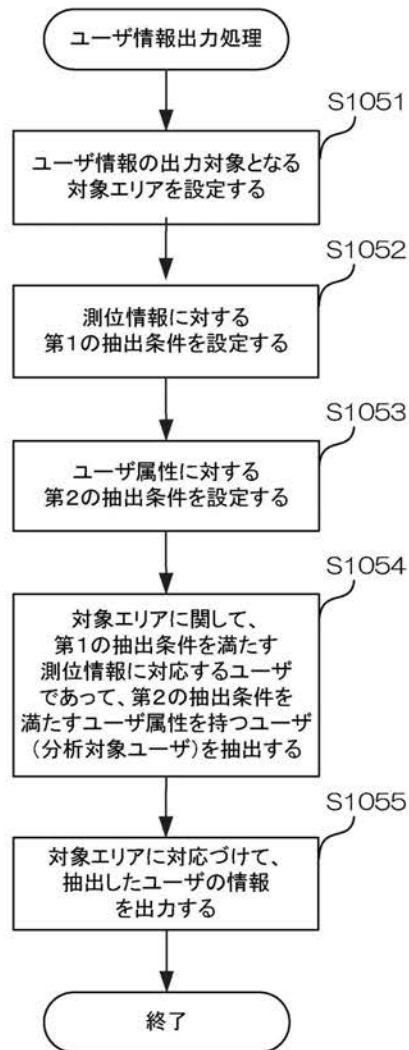 ユーザ情報出力処理
S1051
ユーザ情報の出力対象となる
対象エリアを設定する
S1052
測位情報に対する
第1の抽出条件を設定する
S1053
ユーザ属性に対する
第2の抽出条件を設定する
S1054
対象エリアに関して、
第1の抽出条件を満たす
測位情報に対応するユーザ
であって、第2の抽出条件を
満たすユーザ属性を持つユーザ
(分析対象ユーザ)を抽出する
S1055
対象エリアに対応づけて、
抽出したユーザの情報
を出力する
終了